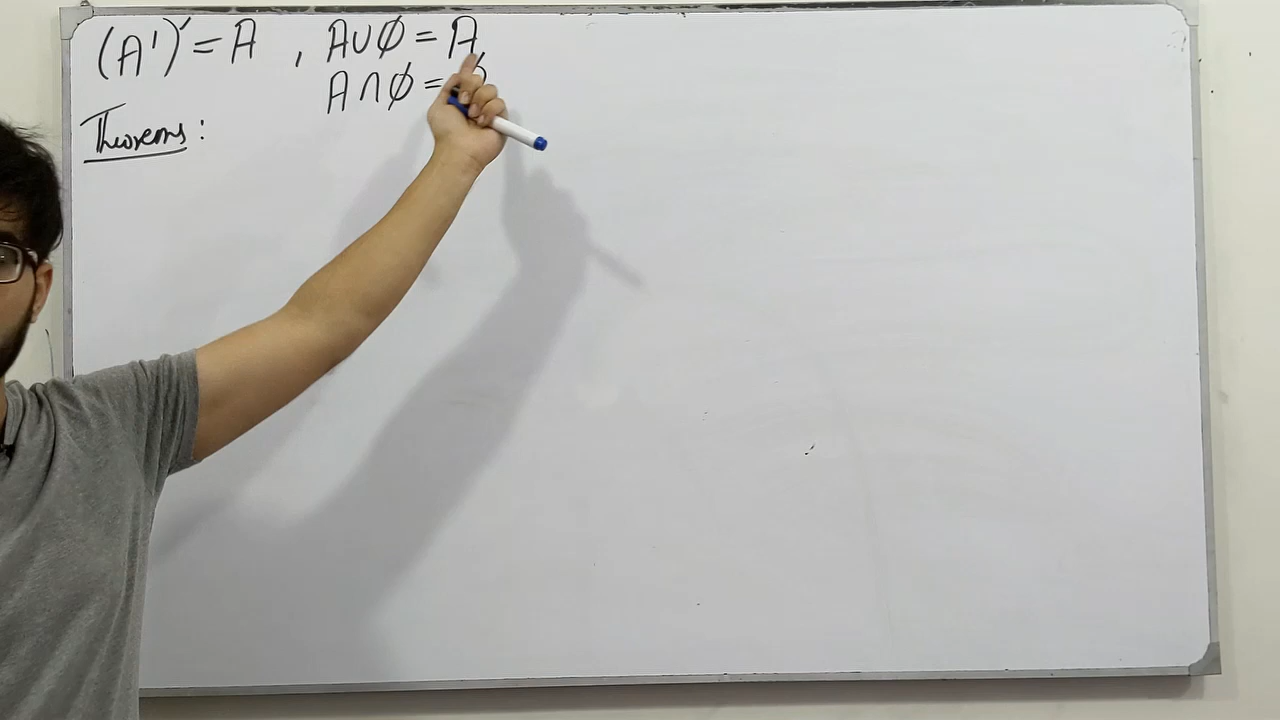 (A')' = A , A∪∅ = A
A∩∅ = ∅
Theorems: